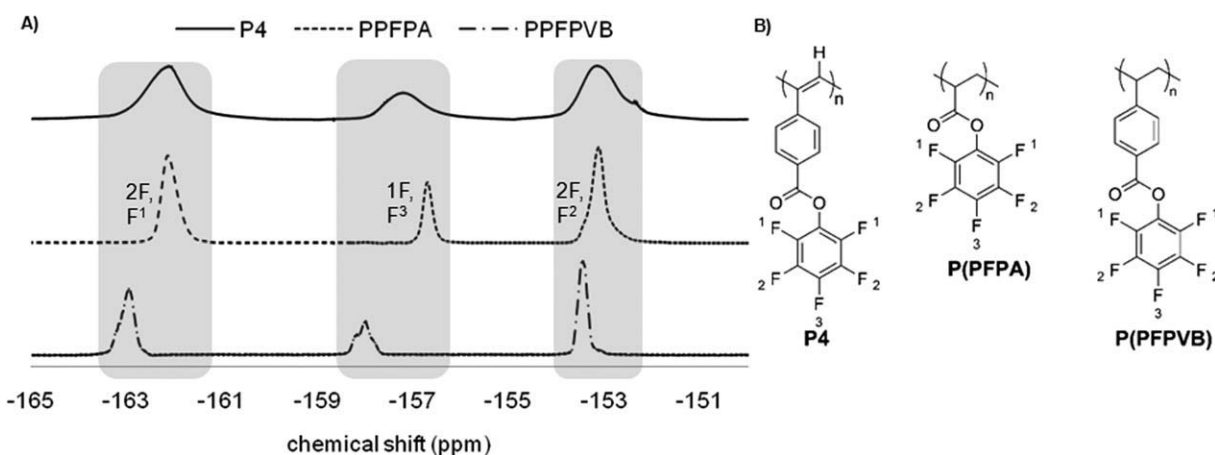 A)
P4 PPFPA PPFPVB
2F,
F1
1F,
F3
2F,
F2
-165 -163 -161 -159 -157 -155 -153 -151
chemical shift (ppm)
B)
H
n
O
O
1 F F 1
2 F F 2
F
3
P4
n
O
O
1 F F 1
2 F F 2
F
3
P(PFPA)
n
O
O
1 F F 1
2 F F 2
F
3
P(PFPVB)